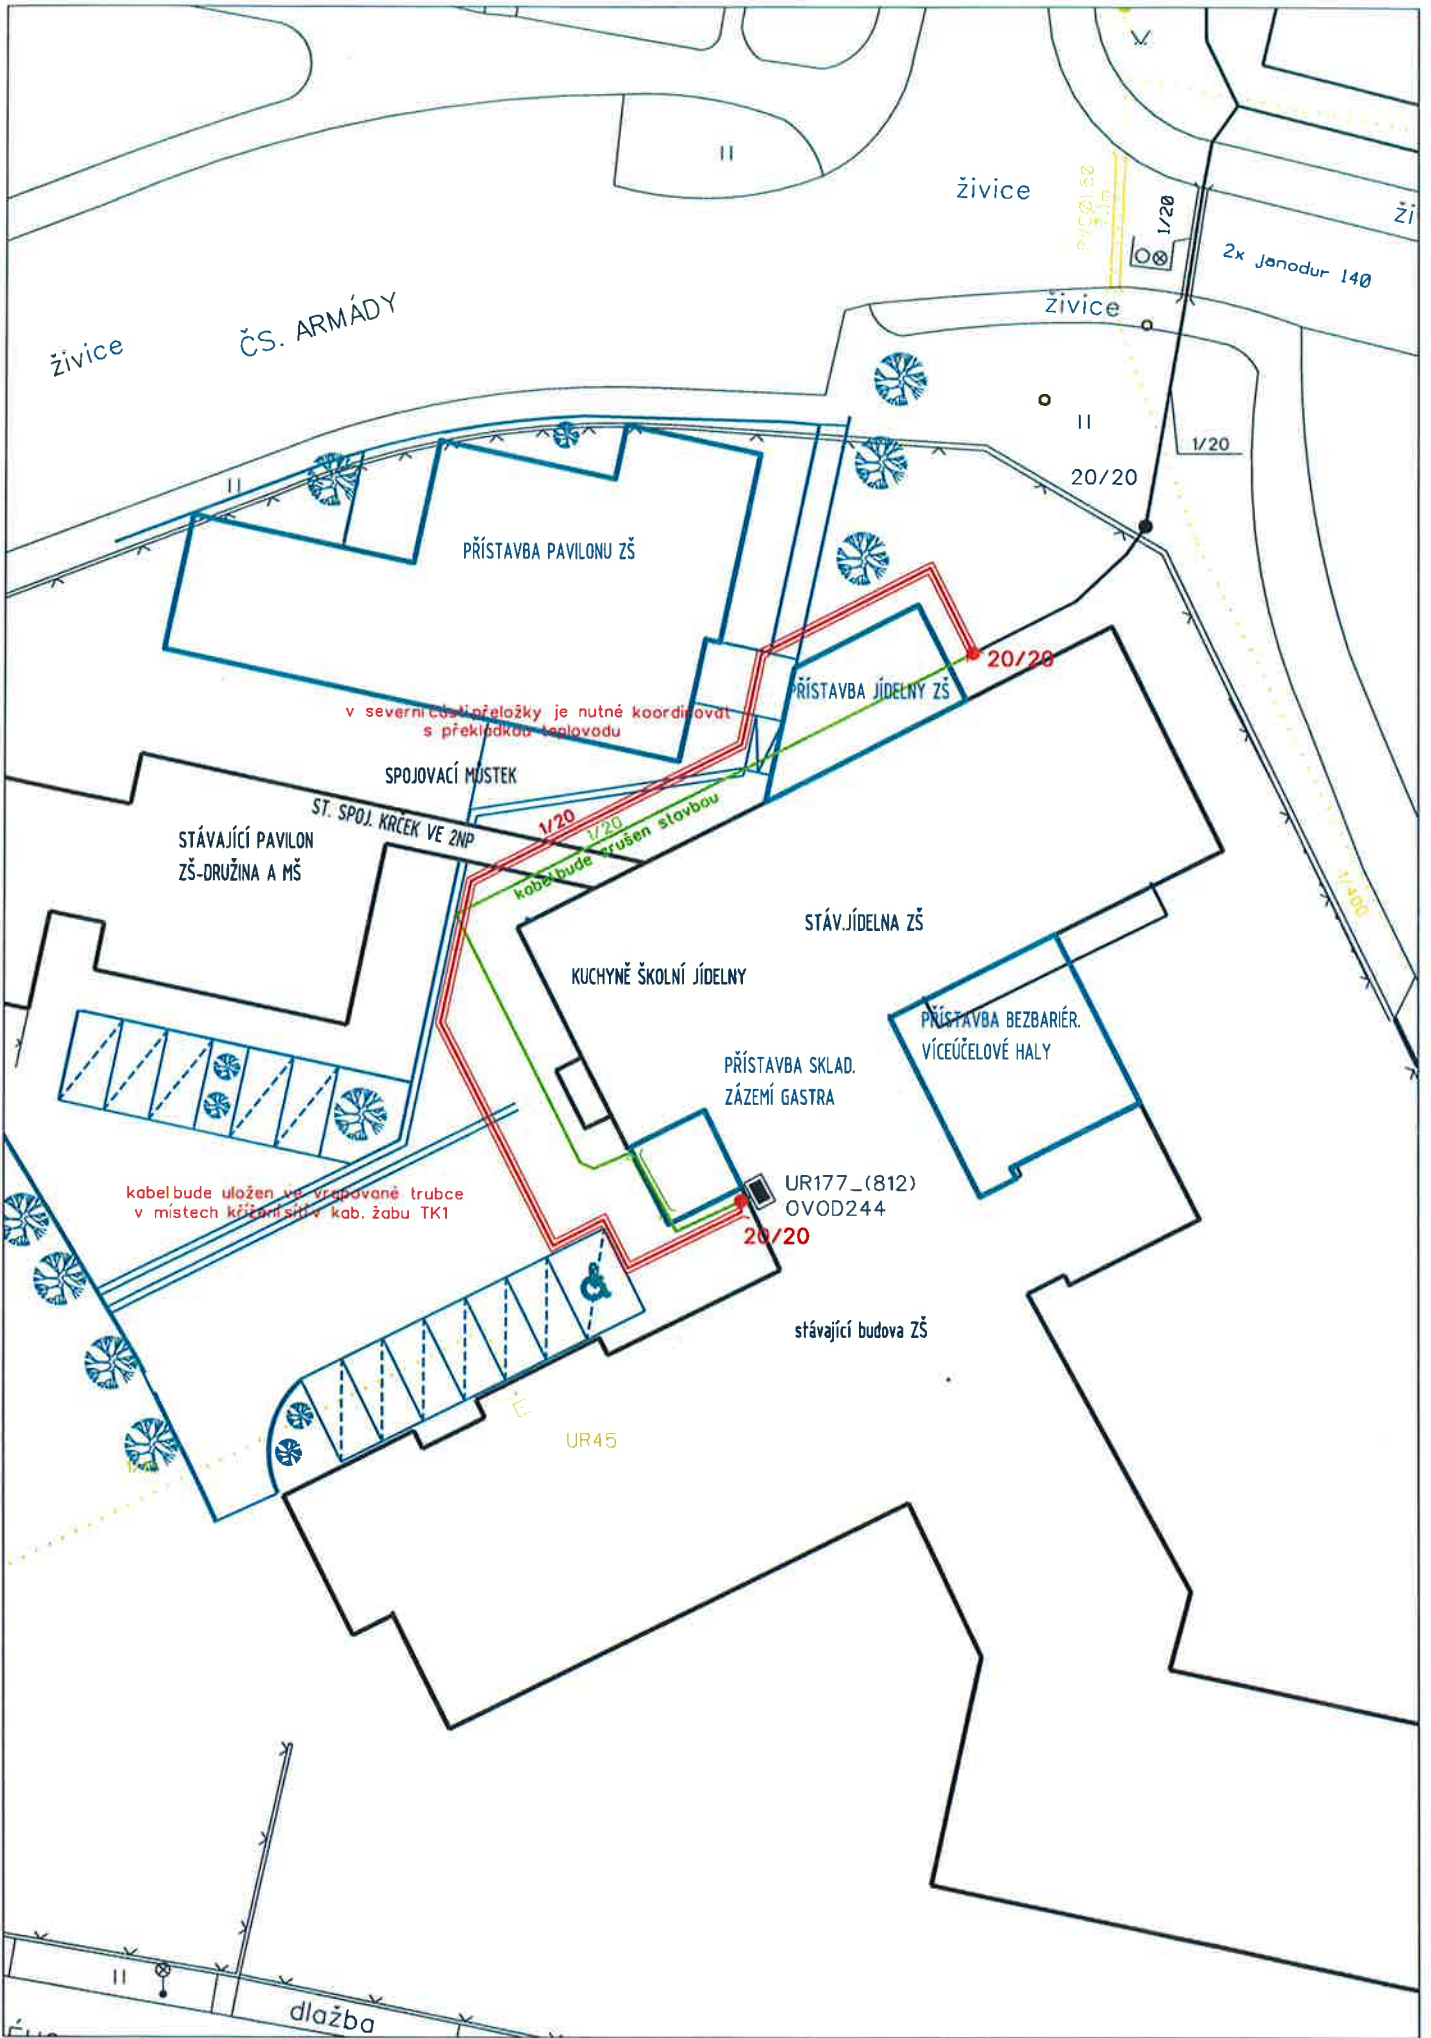 II
živice
PVCØ150
1/20
ži
2x janodur 140
živice
ČS. ARMÁDY
živice
II
1/20
20/20
II
PŘÍSTAVBA PAVILONU ZŠ
20/20
PŘÍSTAVBA JÍDELNY ZŠ
v severní části přeložky je nutné koordinovat
s překládkou teplovodu
SPOJOVACÍ MŮSTEK
ST. SPOJ. KRČEK VE 2NP
1/20
1/20
kabel bude zrušen stavbou
STÁVAJÍCÍ PAVILON
ZŠ-DRUŽINA A MŠ
1/400
STÁV.JÍDELNA ZŠ
KUCHYNĚ ŠKOLNÍ JÍDELNY
PŘÍSTAVBA BEZBARIÉR.
VÍCEÚČELOVÉ HALY
PŘÍSTAVBA SKLAD.
ZÁZEMÍ GASTRA
kabel bude uložen ve vrapované trubce
v místech křížení sítí v kab. žabu TK1
UR177_(812)
OVOD244
20/20
stávající budova ZŠ
UR45
II
dlažba